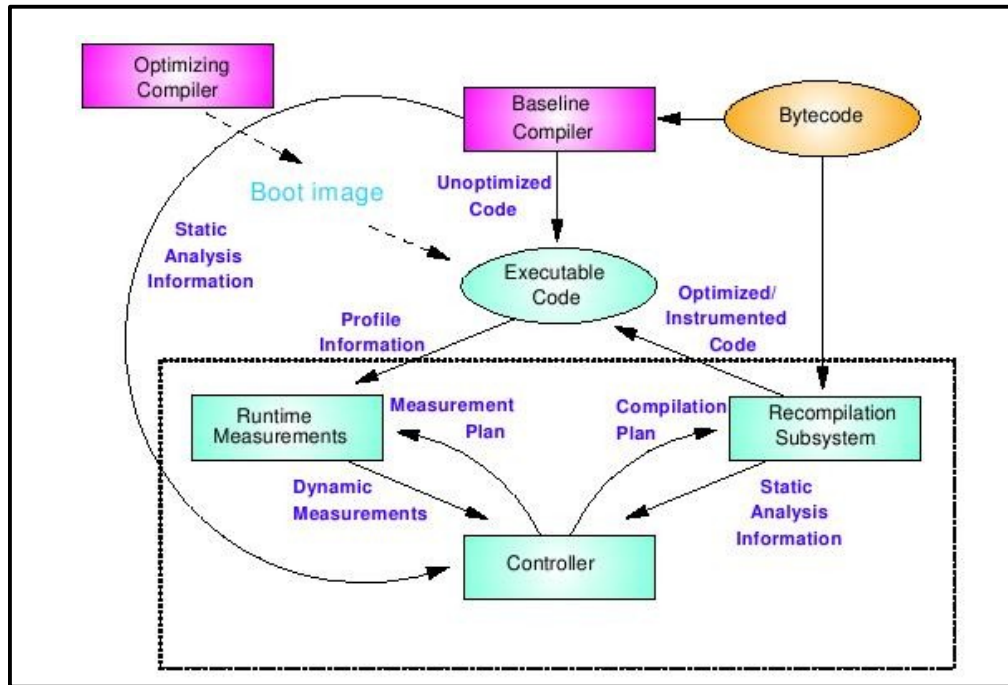 Optimizing
Compiler
Baseline
Compiler
Bytecode
Boot image
Unoptimized
Code
Static
Analysis
Information
Executable
Code
Optimized/
Instrumented
Code
Profile
Information
Runtime
Measurements
Measurement
Plan
Compilation
Plan
Recompilation
Subsystem
Dynamic
Measurements
Static
Analysis
Information
Controller